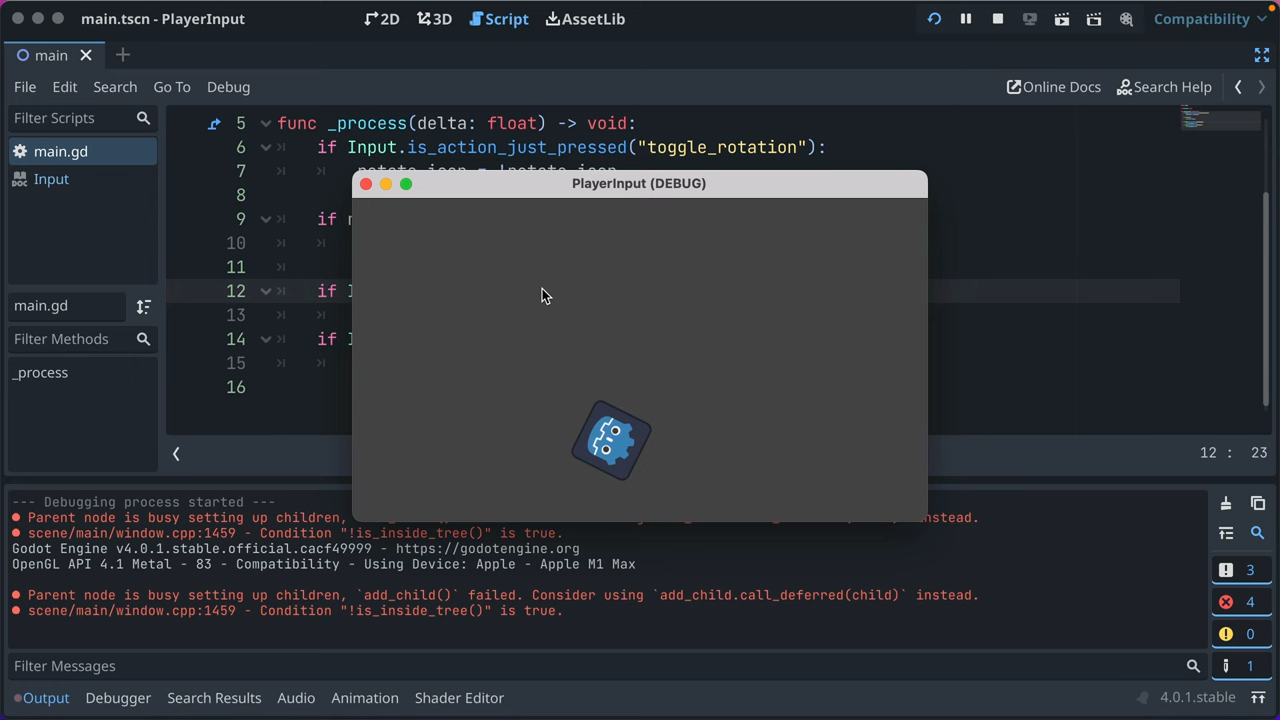 main.tscn - PlayerInput
2D
3D
Script
AssetLib
Compatibility
main
File
Edit
Search
Go To
Debug
Online Docs
Search Help
Filter Scripts
main.gd
Input
main.gd
Filter Methods
_process
5 func _process(delta: float) -> void:
6 if Input.is_action_just_pressed("toggle_rotation"):
7
8
9 if
10
11
12 if
13
14 if
15
16
PlayerInput (DEBUG)
12 : 23
--- Debugging process started ---
Parent node is busy setting up children, instead.
scene/main/window.cpp:1459 - Condition "!is_inside_tree()" is true.
Godot Engine v4.0.1.stable.official.cacf49999 - https://godotengine.org
OpenGL API 4.1 Metal - 83 - Compatibility - Using Device: Apple - Apple M1 Max
Parent node is busy setting up children, `add_child()` failed. Consider using `add_child.call_deferred(child)` instead.
scene/main/window.cpp:1459 - Condition "!is_inside_tree()" is true.
3
4
0
1
Filter Messages
Output
Debugger
Search Results
Audio
Animation
Shader Editor
4.0.1.stable